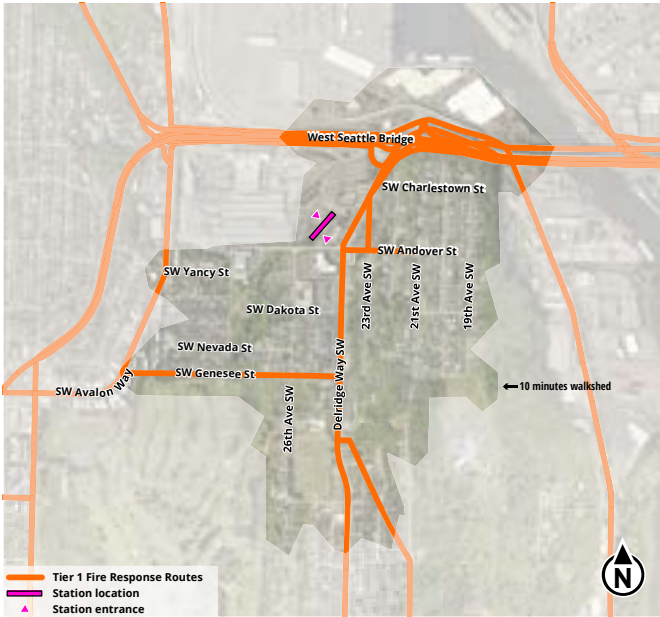 West Seattle Bridge
SW Charlestown St
SW Andover St
SW Yancy St
23rd Ave SW
21st Ave SW
19th Ave SW
SW Dakota St
SW Nevada St
Delridge Way SW
SW Genesee St
10 minutes walkshed
SW Avalon Way
26th Ave SW
Tier 1 Fire Response Routes
Station location
Station entrance
N